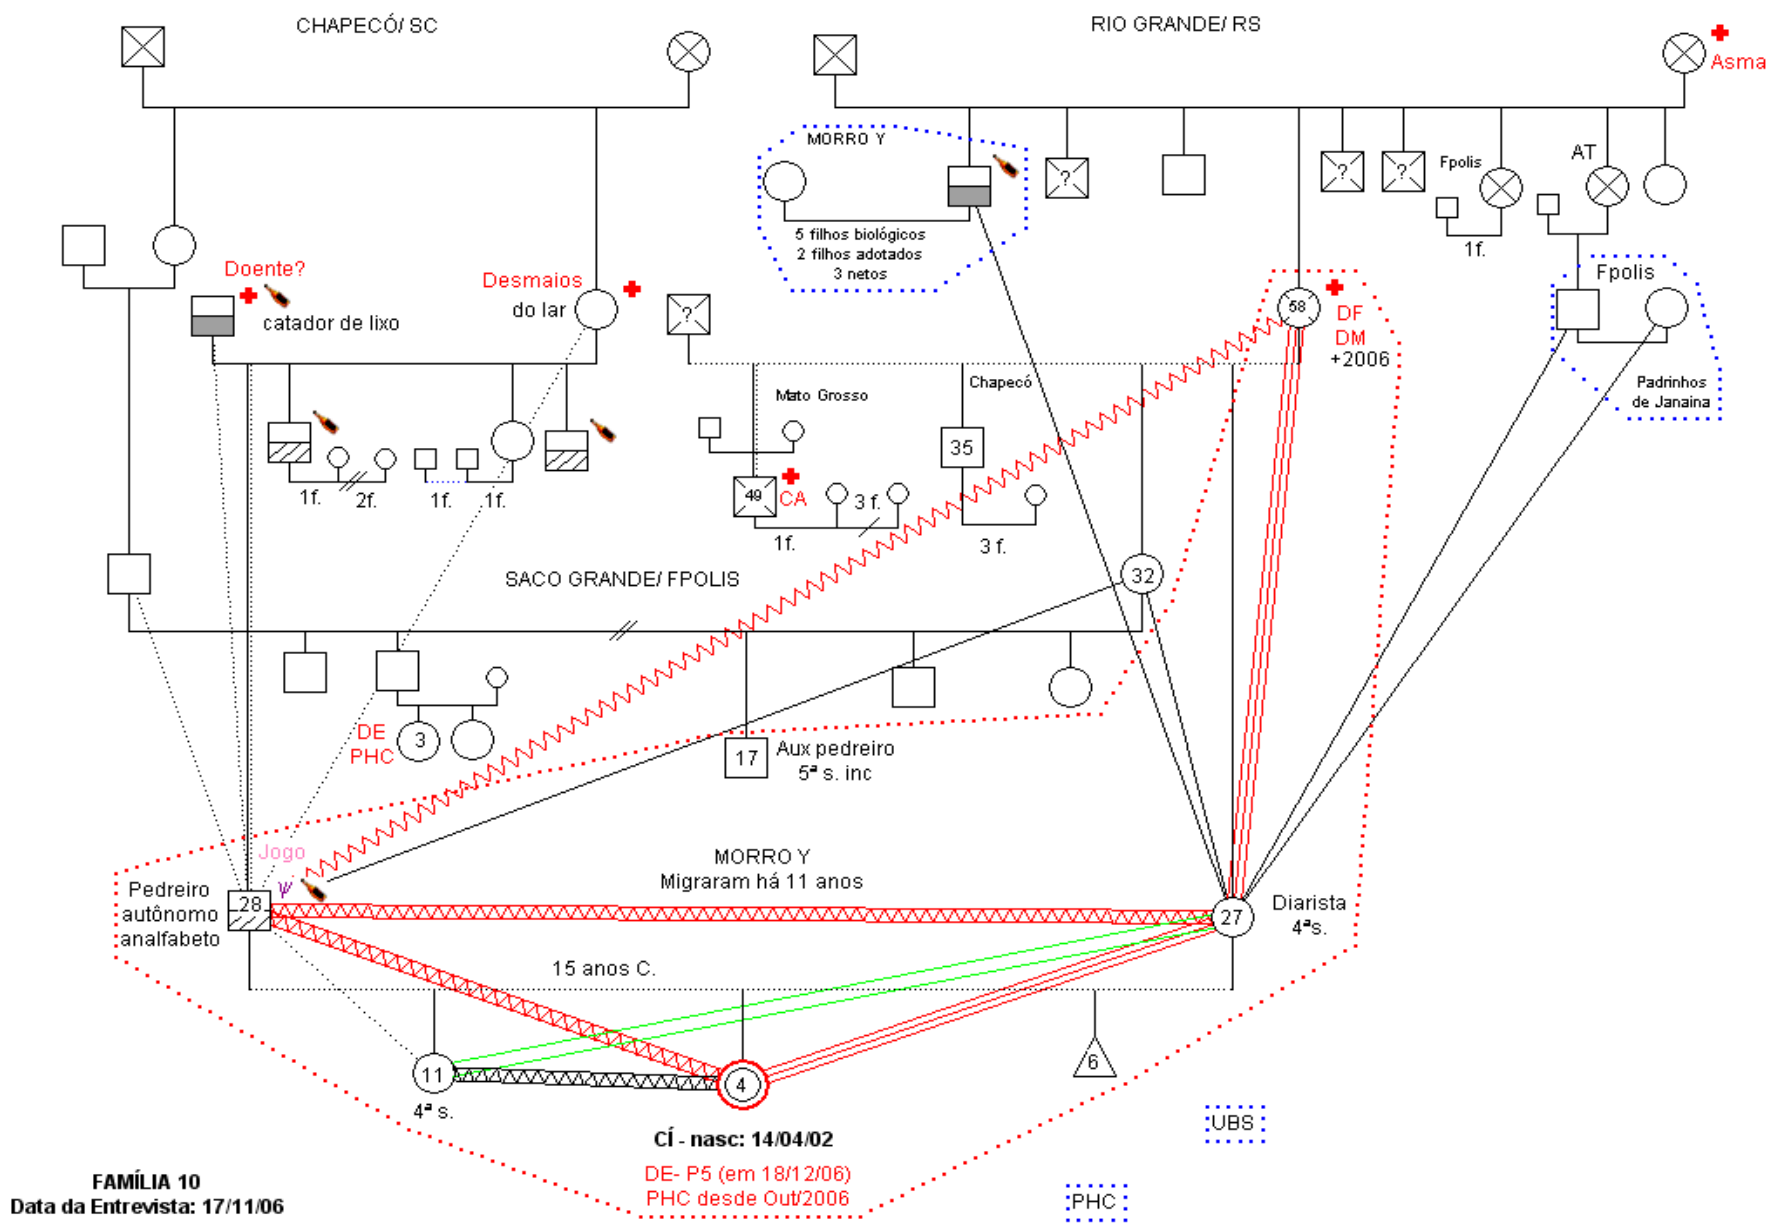 CHAPECÓ/ SC
RIO GRANDE/ RS
Asma
MORRO Y
5 filhos biológicos
2 filhos adotados
3 netos
?
?
?
Fpolis
1f.
AT
Fpolis
Padrinhos
de Janaina
Doente?
catador de lixo
Desmaios
do lar
?
58
DF
DM
+2006
Mato Grosso
Chapecó
35
49
CA
1f.
3 f.
3 f.
1f.
2f.
1f.
1f.
SACO GRANDE/ FPOLIS
32
DE
PHC
3
17
Aux pedreiro
5ª s. inc
Jogo
ψ
MORRO Y
Migraram há 11 anos
Pedreiro
autônomo
analfabeto
28
27
Diarista
4ªs.
15 anos C.
11
4ª s.
4
6
CÍ - nasc: 14/04/02
DE- P5 (em 18/12/06)
PHC desde Out/2006
UBS
PHC
FAMÍLIA 10
Data da Entrevista: 17/11/06